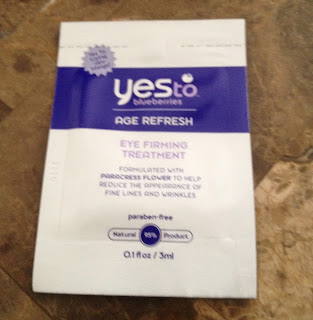 yes to
blueberries
AGE REFRESH
EYE FIRMING
TREATMENT
FORMULATED WITH
PARACRESS FLOWER TO HELP
REDUCE THE APPEARANCE OF
FINE LINES AND WRINKLES
paraben-free
Natural 95% Product
0.1 fl oz / 3ml